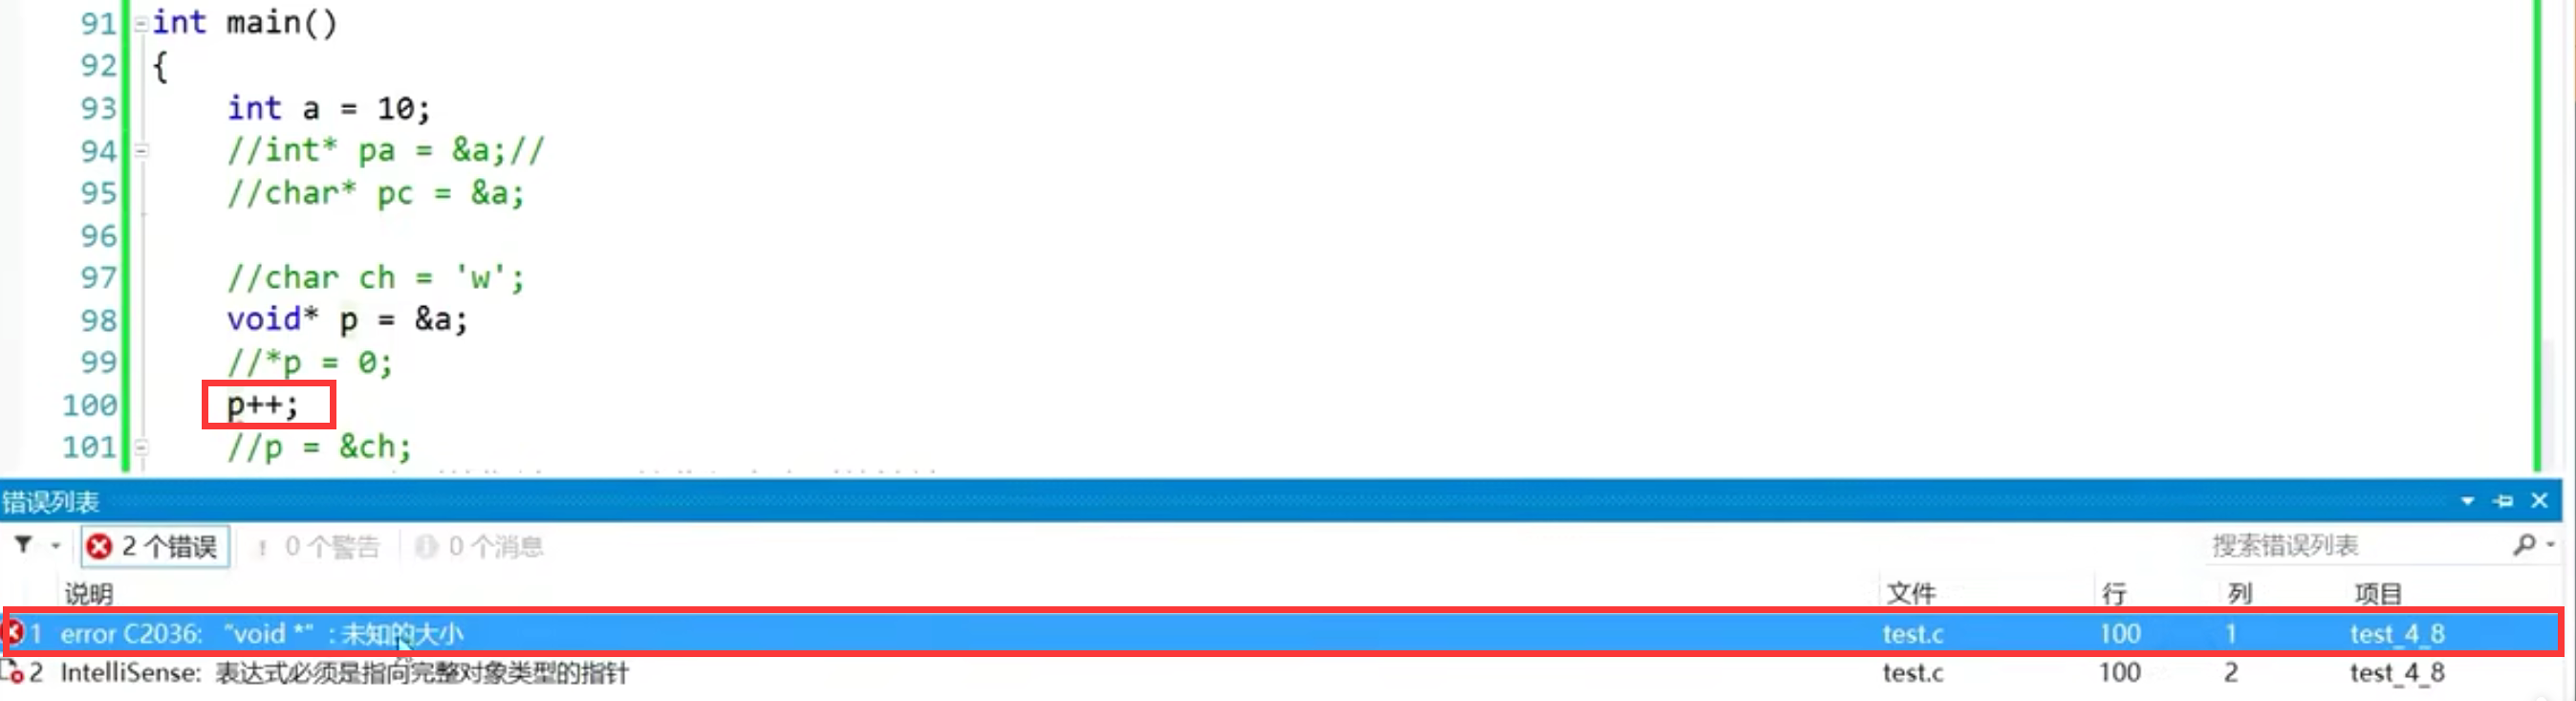 91 int main()
92 {
93 int a = 10;
94 //int* pa = &a;//
95 //char* pc = &a;
96
97 //char ch = 'w';
98 void* p = &a;
99 //*p = 0;
100 p++;
101 //p = &ch;
错误列表
2 个错误 0 个警告 0 个消息 搜索错误列表
说明 文件 行 列 项目
1 error C2036: “void *” : 未知的大小 test.c 100 1 test_4_8
2 IntelliSense: 表达式必须是指向完整对象类型的指针 test.c 100 2 test_4_8